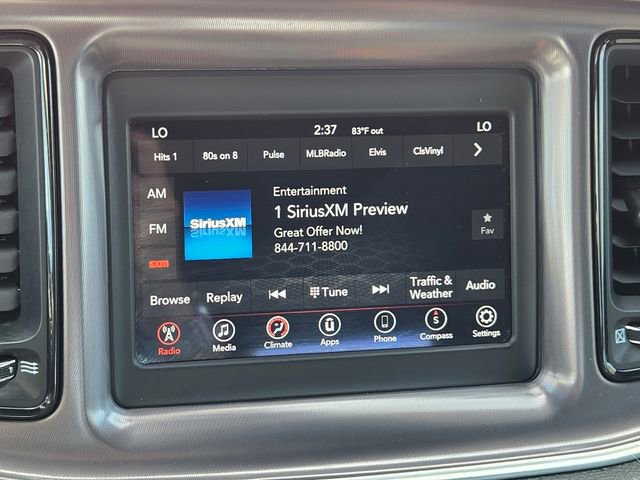 LO 2:37 83°F out LO
Hits 1 80s on 8 Pulse MLBRadio Elvis ClsVinyl
AM
FM
sxm
SiriusXM
Entertainment
1 SiriusXM Preview
Great Offer Now!
844-711-8800
Fav
Browse Replay Tune Traffic & Weather Audio
Radio Media Climate Apps Phone S Compass Settings